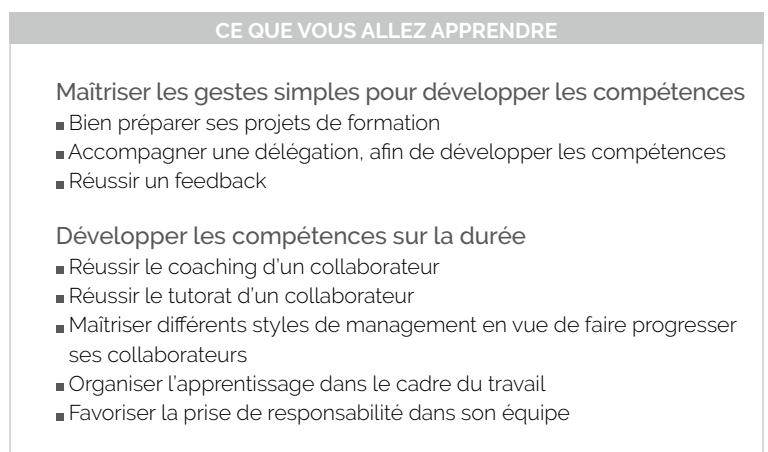 CE QUE VOUS ALLEZ APPRENDRE
Maîtriser les gestes simples pour développer les compétences
■ Bien préparer ses projets de formation
■ Accompagner une délégation, afin de développer les compétences
■ Réussir un feedback
Développer les compétences sur la durée
■ Réussir le coaching d’un collaborateur
■ Réussir le tutorat d’un collaborateur
■ Maîtriser différents styles de management en vue de faire progresser
ses collaborateurs
■ Organiser l’apprentissage dans le cadre du travail
■ Favoriser la prise de responsabilité dans son équipe